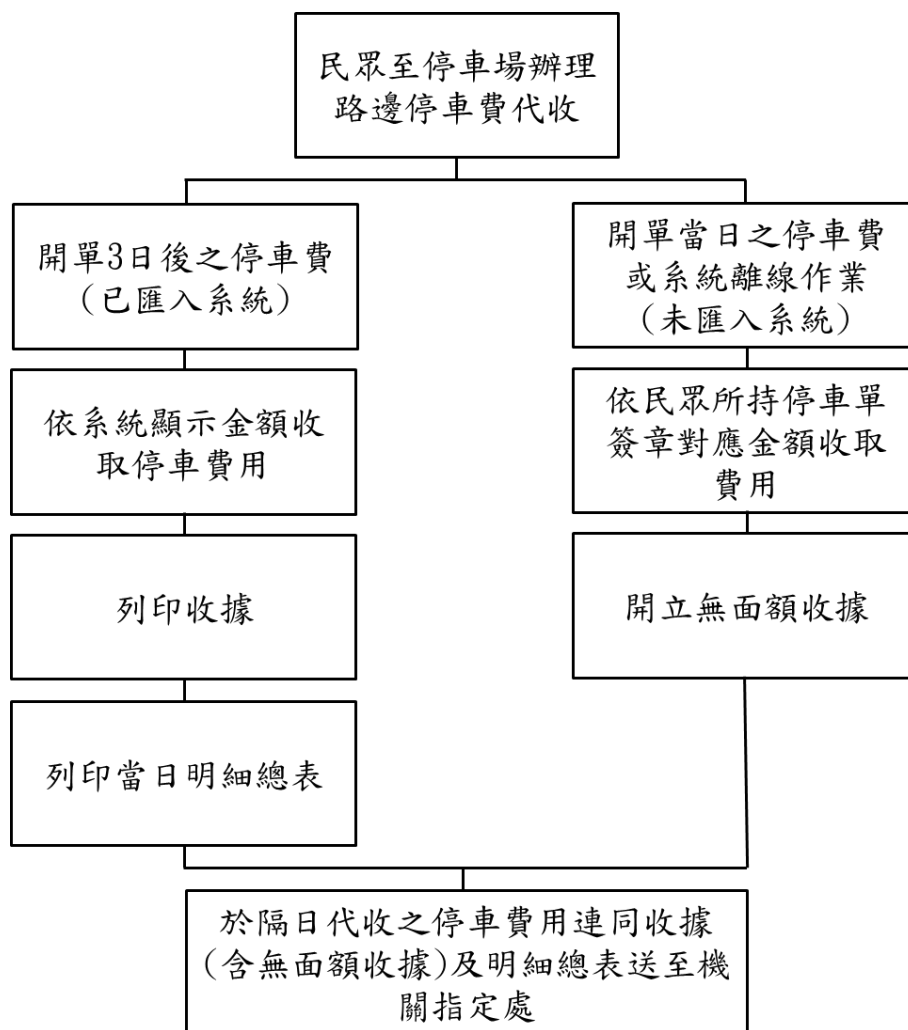 民眾至停車場辦理
路邊停車費代收
開單3日後之停車費
（已匯入系統）
依系統顯示金額收
取停車費用
列印收據
列印當日明細總表
開單當日之停車費
或系統離線作業
（未匯入系統）
依民眾所持停車單
簽章對應金額收取
費用
開立無面額收據
於隔日代收之停車費用連同收據
(含無面額收據)及明細總表送至機
關指定處